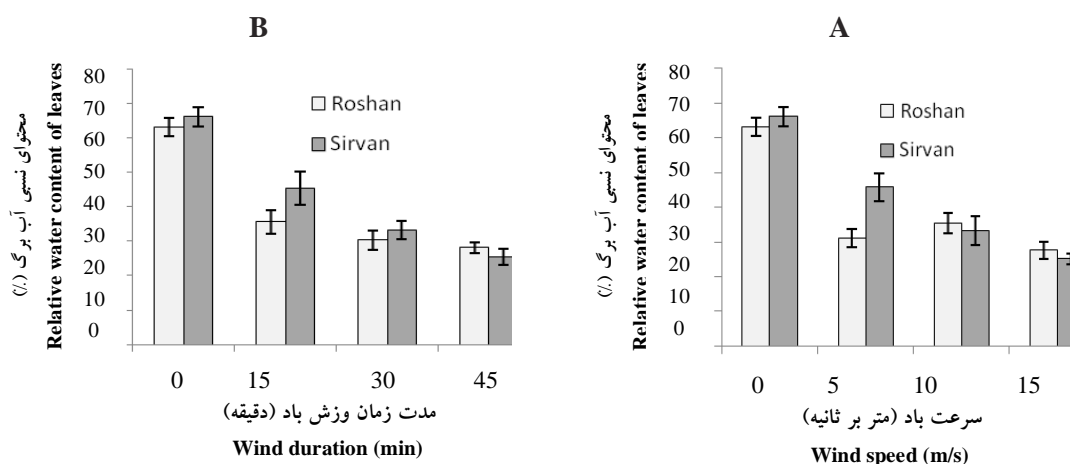 B
80
70
60
50
40
30
20
10
0
محتوای نسبی آب برگ (٪)
Relative water content of leaves
Roshan
Sirvan
0 15 30 45
مدت زمان وزش باد (دقیقه)
Wind duration (min)
A
80
70
60
50
40
30
20
10
0
محتوای نسبی آب برگ (٪)
Relative water content of leaves
Roshan
Sirvan
0 5 10 15
سرعت باد (متر بر ثانیه)
Wind speed (m/s)